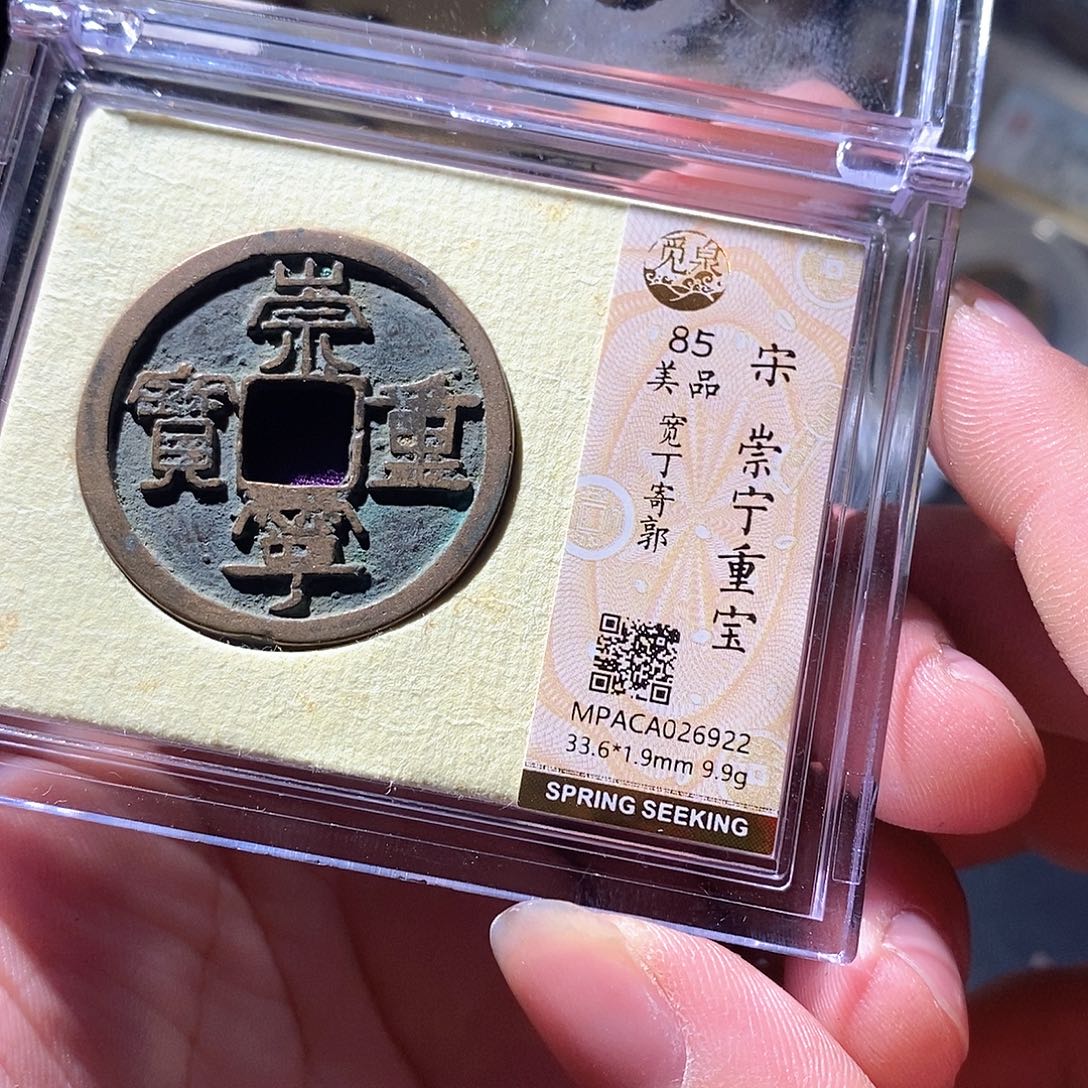 崇
重
寧
寶
觅泉
85
美品
宽丁寄郭
宋 崇宁重宝
MPACA026922
33.6*1.9mm 9.9g
SPRING SEEKING